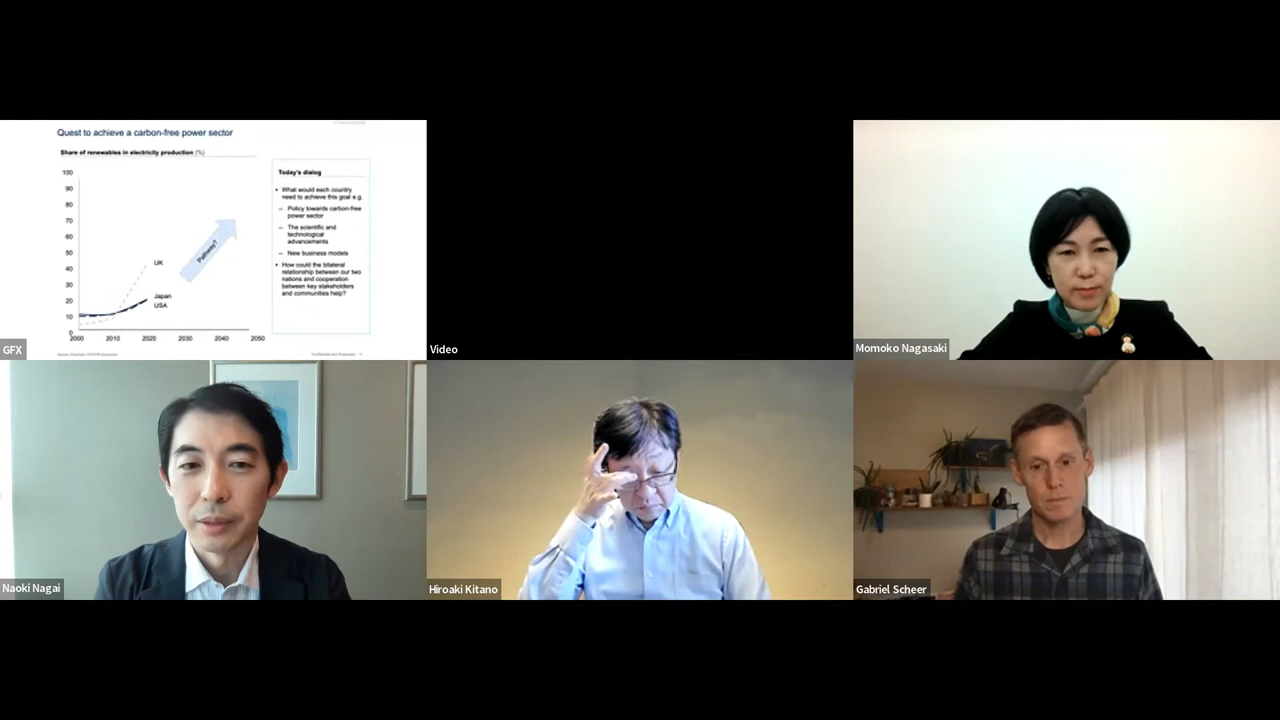 Quest to achieve a carbon-free power sector
Share of renewables in electricity production (%)
100
90
80
70
60
50
40
30
20
10
0
2000 2010 2020 2030 2040 2050
UK
Japan
USA
Pathway?
Today's dialog
• What would each country
need to achieve this goal e.g.
– Policy towards carbon-free
power sector
– The scientific and
technological
advancements
– New business models
• How could the bilateral
relationship between our two
nations and cooperation
between key stakeholders
and communities help?
Confidential and Proprietary
GFX
Video
Momoko Nagasaki
Naoki Nagai
Hiroaki Kitano
Gabriel Scheer